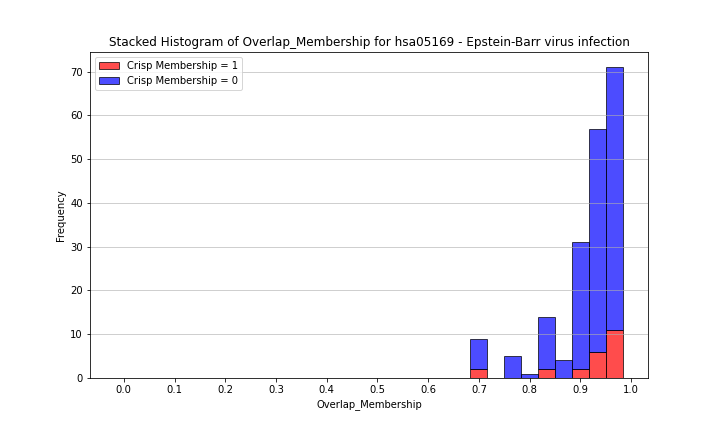 Stacked Histogram of Overlap_Membership for hsa05169 - Epstein-Barr virus infection
Crisp Membership = 1
Crisp Membership = 0
Frequency
70
60
50
40
30
20
10
0
0.0 0.1 0.2 0.3 0.4 0.5 0.6 0.7 0.8 0.9 1.0
Overlap_Membership